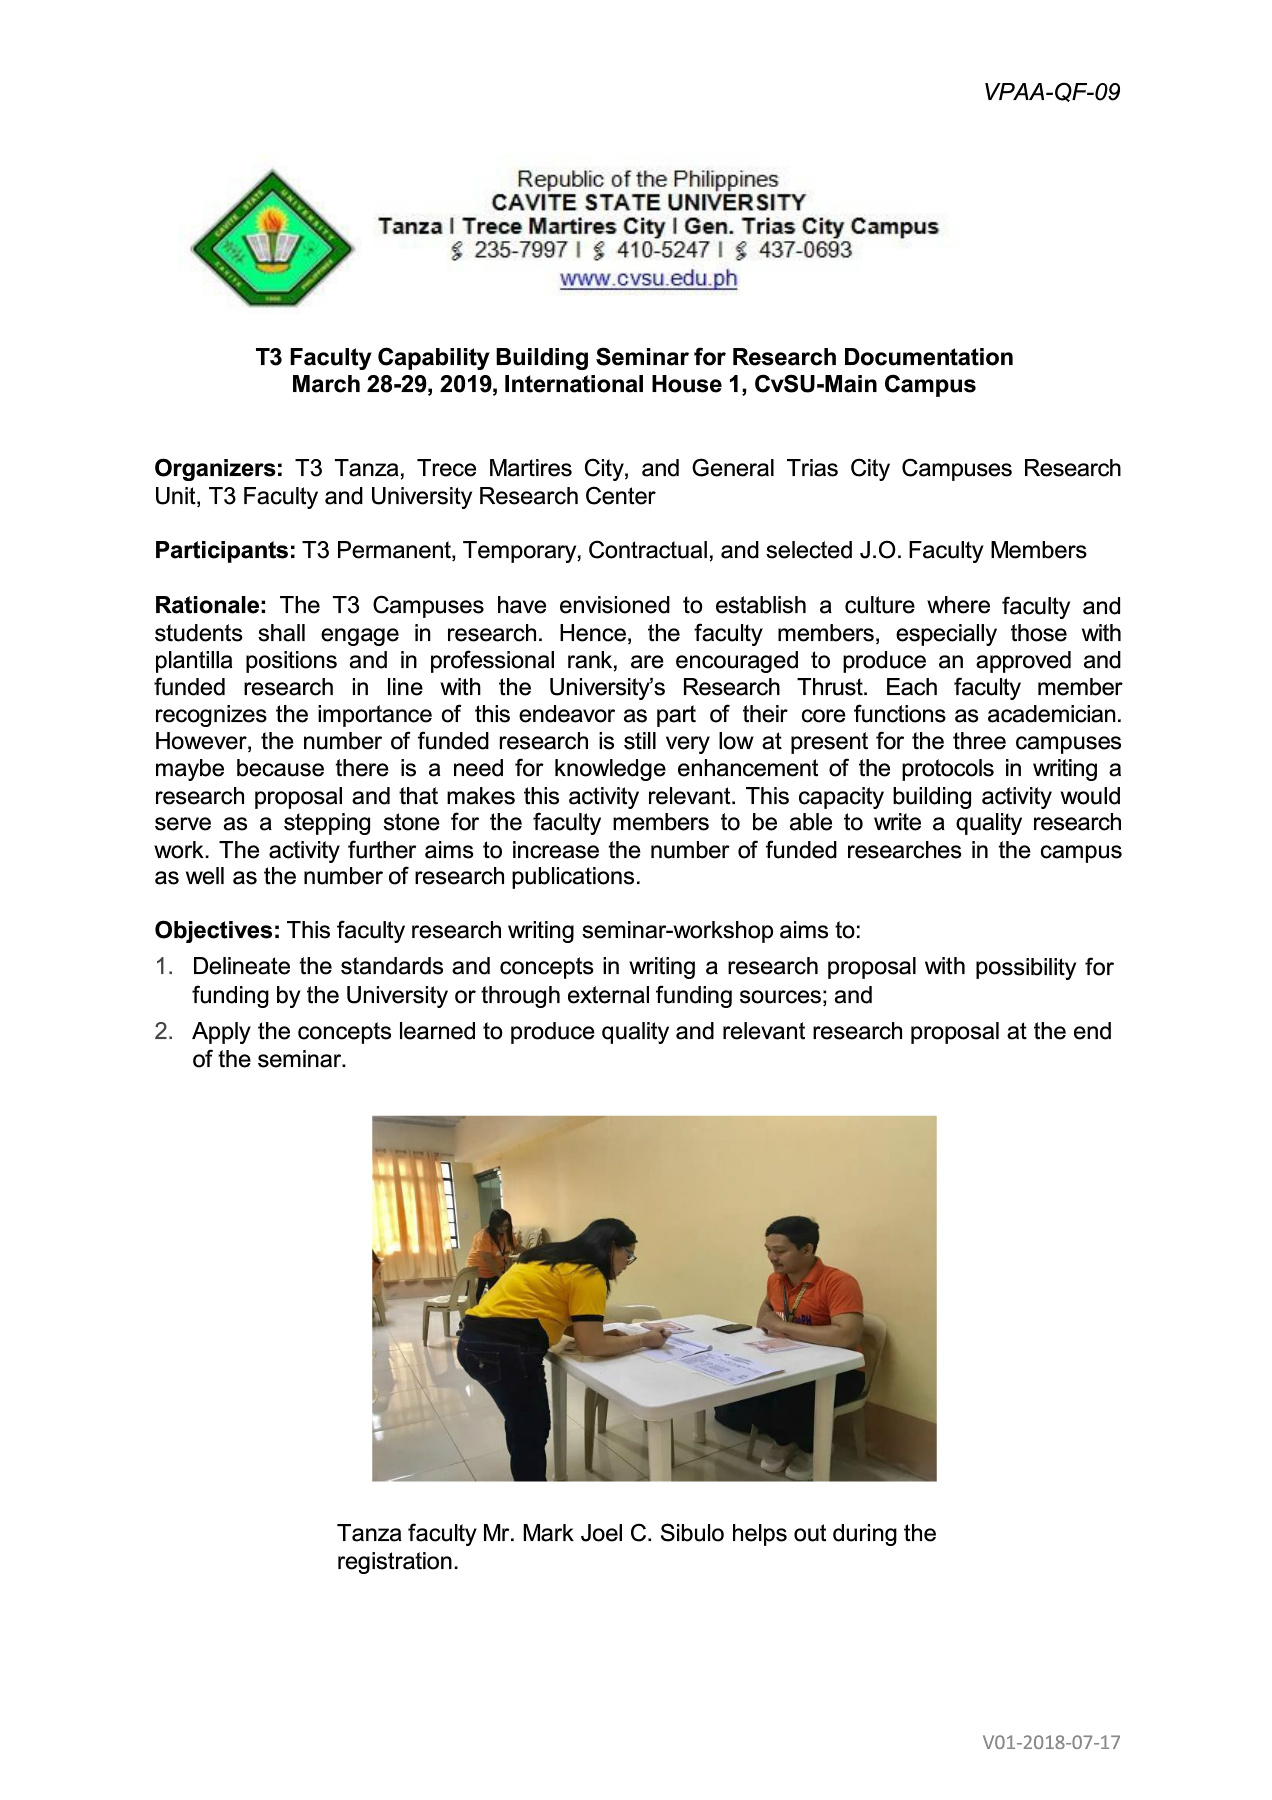 VPAA-QF-09
Republic of the Philippines
CAVITE STATE UNIVERSITY
Tanza | Trece Martires City | Gen. Trias City Campus
235-7997 | 410-5247 | 437-0693
www.cvsu.edu.ph
CAVITE STATE UNIVERSITY
CAVITE PHILIPPINES
T3 Faculty Capability Building Seminar for Research Documentation
March 28-29, 2019, International House 1, CvSU-Main Campus
Organizers: T3 Tanza, Trece Martires City, and General Trias City Campuses Research
Unit, T3 Faculty and University Research Center
Participants: T3 Permanent, Temporary, Contractual, and selected J.O. Faculty Members
Rationale: The T3 Campuses have envisioned to establish a culture where faculty and
students shall engage in research. Hence, the faculty members, especially those with
plantilla positions and in professional rank, are encouraged to produce an approved and
funded research in line with the University’s Research Thrust. Each faculty member
recognizes the importance of this endeavor as part of their core functions as academician.
However, the number of funded research is still very low at present for the three campuses
maybe because there is a need for knowledge enhancement of the protocols in writing a
research proposal and that makes this activity relevant. This capacity building activity would
serve as a stepping stone for the faculty members to be able to write a quality research
work. The activity further aims to increase the number of funded researches in the campus
as well as the number of research publications.
Objectives: This faculty research writing seminar-workshop aims to:
1. Delineate the standards and concepts in writing a research proposal with possibility for
funding by the University or through external funding sources; and
2. Apply the concepts learned to produce quality and relevant research proposal at the end
of the seminar.
Tanza faculty Mr. Mark Joel C. Sibulo helps out during the
registration.
V01-2018-07-17